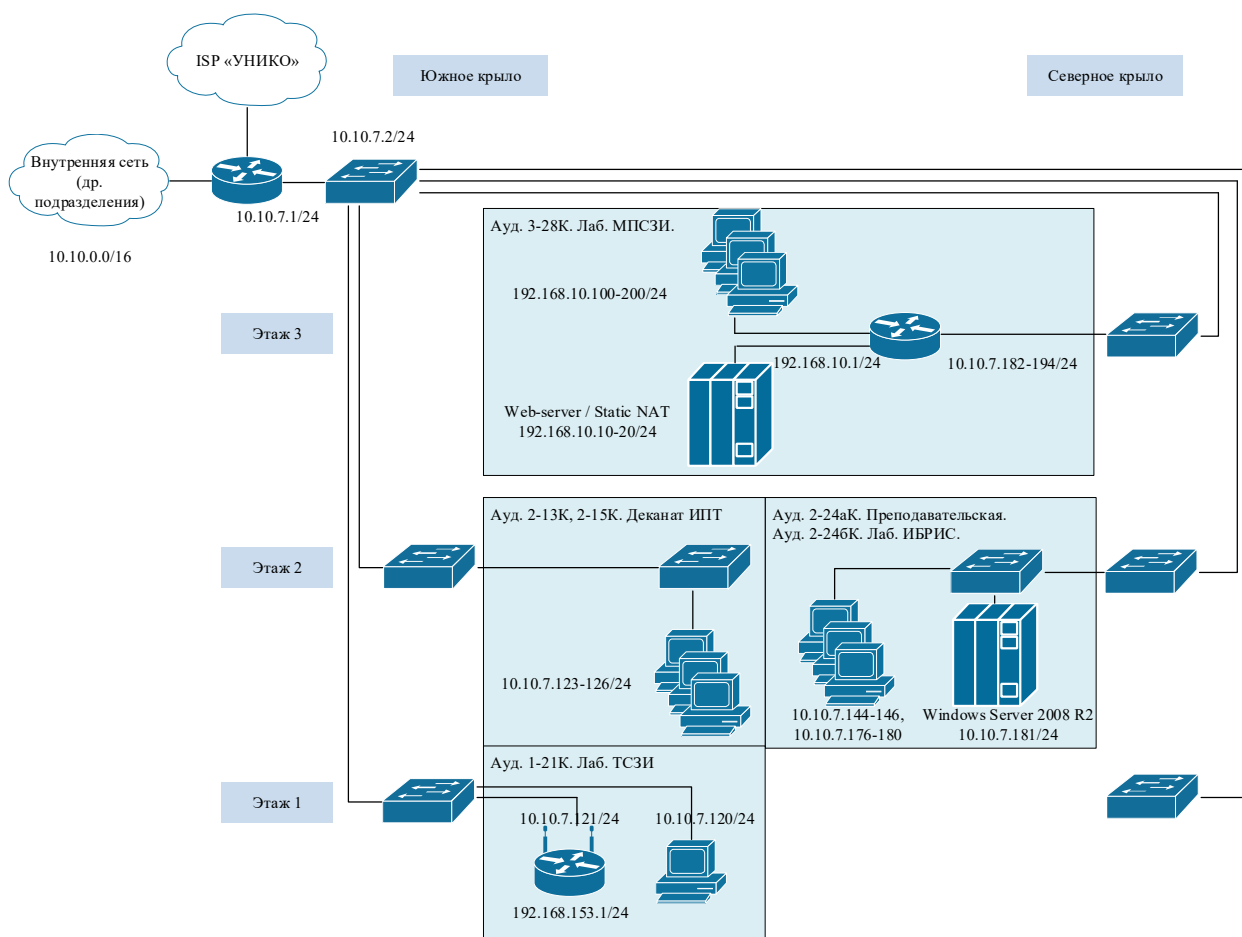 ISP «УНИКО»
Южное крыло
Северное крыло
10.10.7.2/24
Внутренняя сеть
(др.
подразделения)
10.10.7.1/24
10.10.0.0/16
Ауд. 3-28К. Лаб. МПСЗИ.
192.168.10.100-200/24
Этаж 3
192.168.10.1/24
10.10.7.182-194/24
Web-server / Static NAT
192.168.10.10-20/24
Ауд. 2-13К, 2-15К. Деканат ИПТ
Ауд. 2-24аК. Преподавательская.
Ауд. 2-24бК. Лаб. ИБРИС.
Этаж 2
10.10.7.123-126/24
10.10.7.144-146,
10.10.7.176-180
Windows Server 2008 R2
10.10.7.181/24
Ауд. 1-21К. Лаб. ТСЗИ
Этаж 1
10.10.7.121/24
10.10.7.120/24
192.168.153.1/24